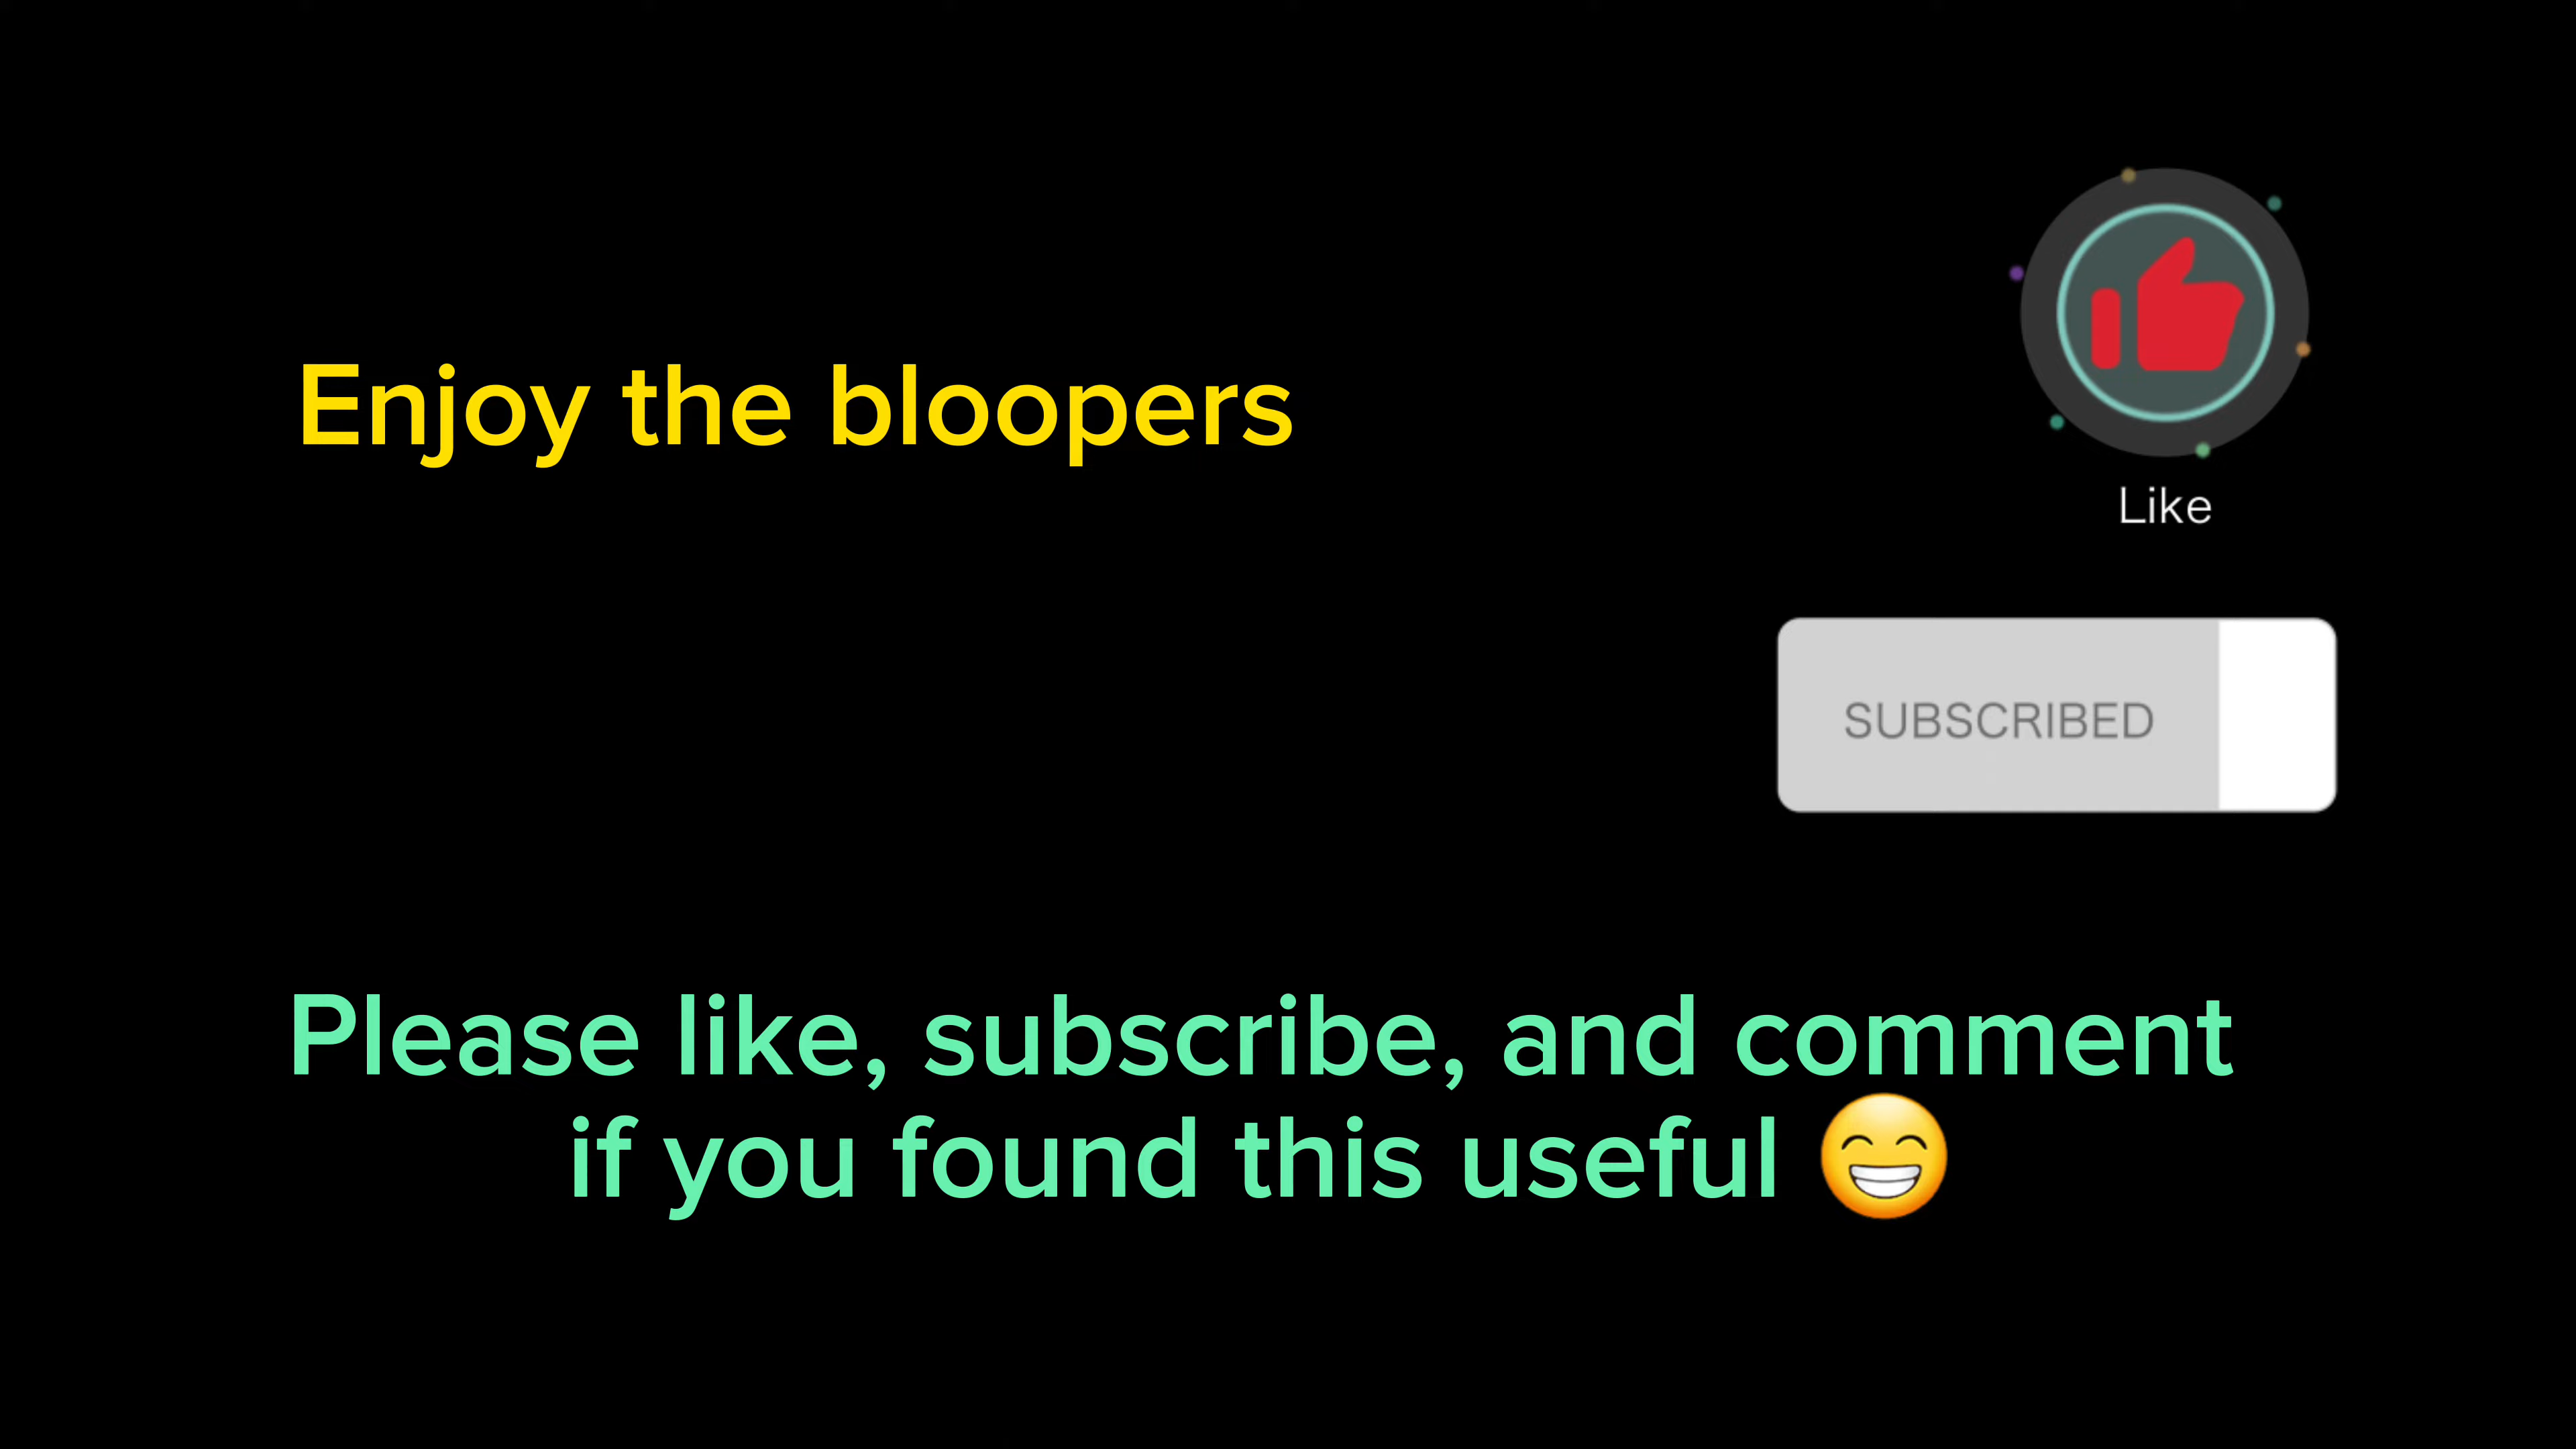 Enjoy the bloopers
Like
SUBSCRIBED
Please like, subscribe, and comment
if you found this useful 😁